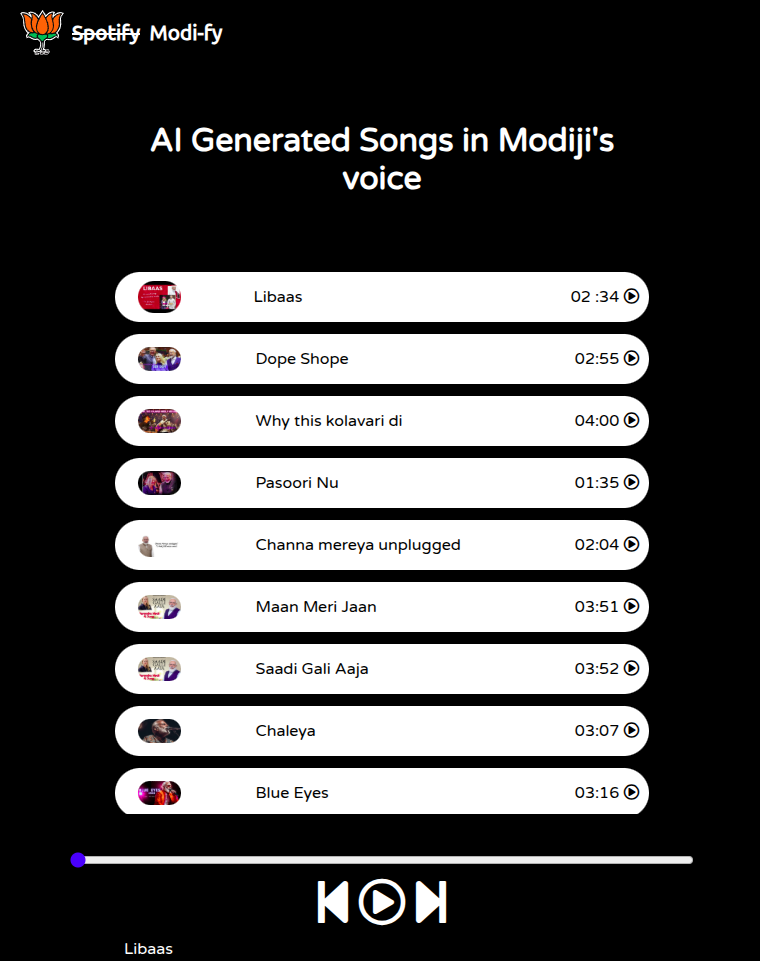 Spotify Modi-fy
AI Generated Songs in Modiji's
voice
LIBAAS
Libaas 02 :34
Dope Shope 02:55
Why this kolavari di 04:00
Pasoori Nu 01:35
Channa mereya unplugged 02:04
Maan Meri Jaan 03:51
Saadi Gali Aaja 03:52
Chaleya 03:07
Blue Eyes 03:16
Libaas